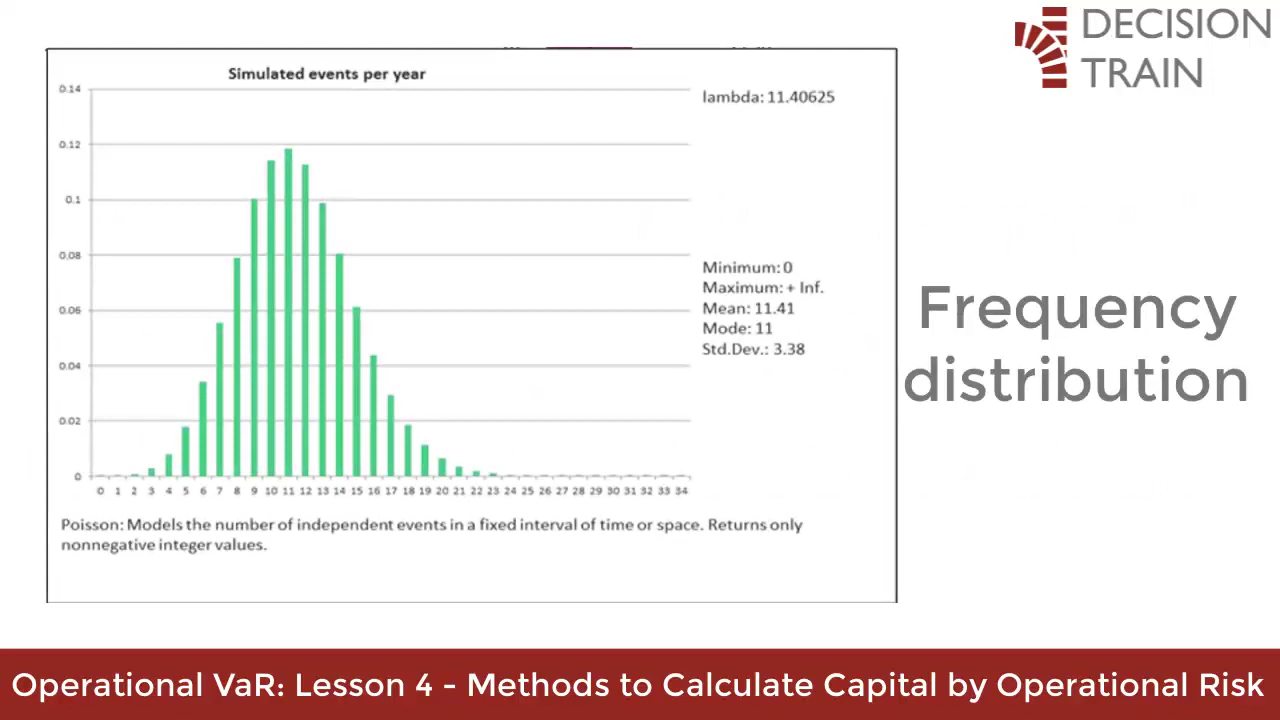 DECISION
TRAIN
Simulated events per year
0.14
0.12
0.1
0.08
0.06
0.04
0.02
0
0 1 2 3 4 5 6 7 8 9 10 11 12 13 14 15 16 17 18 19 20 21 22 23 24 25 26 27 28 29 30 31 32 33 34
lambda: 11.40625
Minimum: 0
Maximum: + Inf.
Mean: 11.41
Mode: 11
Std.Dev.: 3.38
Poisson: Models the number of independent events in a fixed interval of time or space. Returns only
nonnegative integer values.
Frequency
distribution
Operational VaR: Lesson 4 - Methods to Calculate Capital by Operational Risk